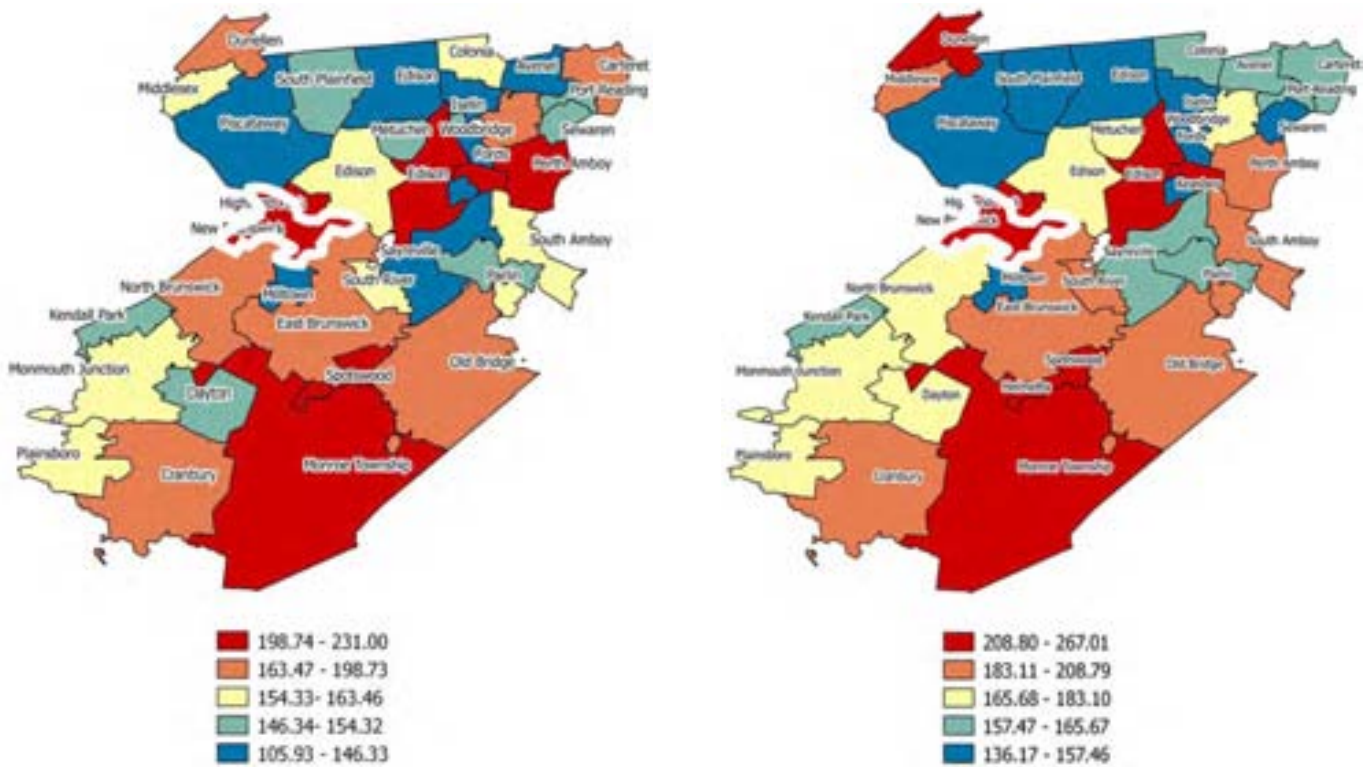 Dunellen
Colonia
Avenel
Carteret
South Plainfield
Edison
Middlesex
Iselin
Port Reading
Piscataway
Metuchen
Woodbridge
Sewaren
Fords
Perth Amboy
Edison
Edison
South Amboy
Sayreville
Parlin
North Brunswick
Milltown
South River
Kendall Park
East Brunswick
Old Bridge
Monmouth Junction
Spotswood
Dayton
Plainsboro
Cranbury
Monroe Township
198.74 - 231.00
163.47 - 198.73
154.33- 163.46
146.34- 154.32
105.93 - 146.33
Dunellen
Colonia
Avenel
Carteret
South Plainfield
Edison
Middlesex
Iselin
Port Reading
Piscataway
Woodbridge
Metuchen
Sewaren
Fords
Perth Amboy
Edison
Edison
Keasbey
South Amboy
Sayreville
Parlin
North Brunswick
Milltown
South River
Kendall Park
East Brunswick
Old Bridge
Monmouth Junction
Spotswood
Helmetta
Dayton
Plainsboro
Cranbury
Monroe Township
208.80 - 267.01
183.11 - 208.79
165.68 - 183.10
157.47 - 165.67
136.17 - 157.46